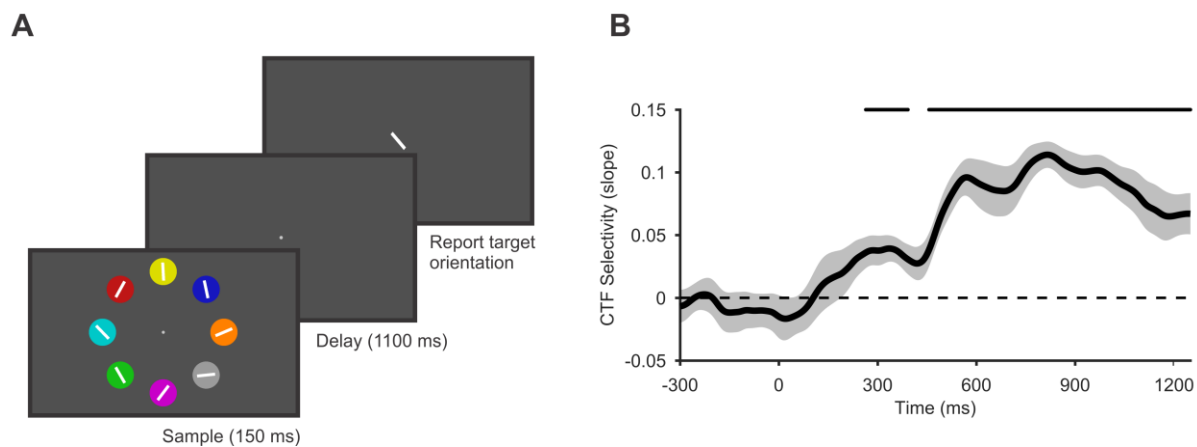 A
Report target
orientation
Delay (1100 ms)
Sample (150 ms)
B
CTF Selectivity (slope)
0.15
0.1
0.05
0
-0.05
-300
0
300
600
900
1200
Time (ms)